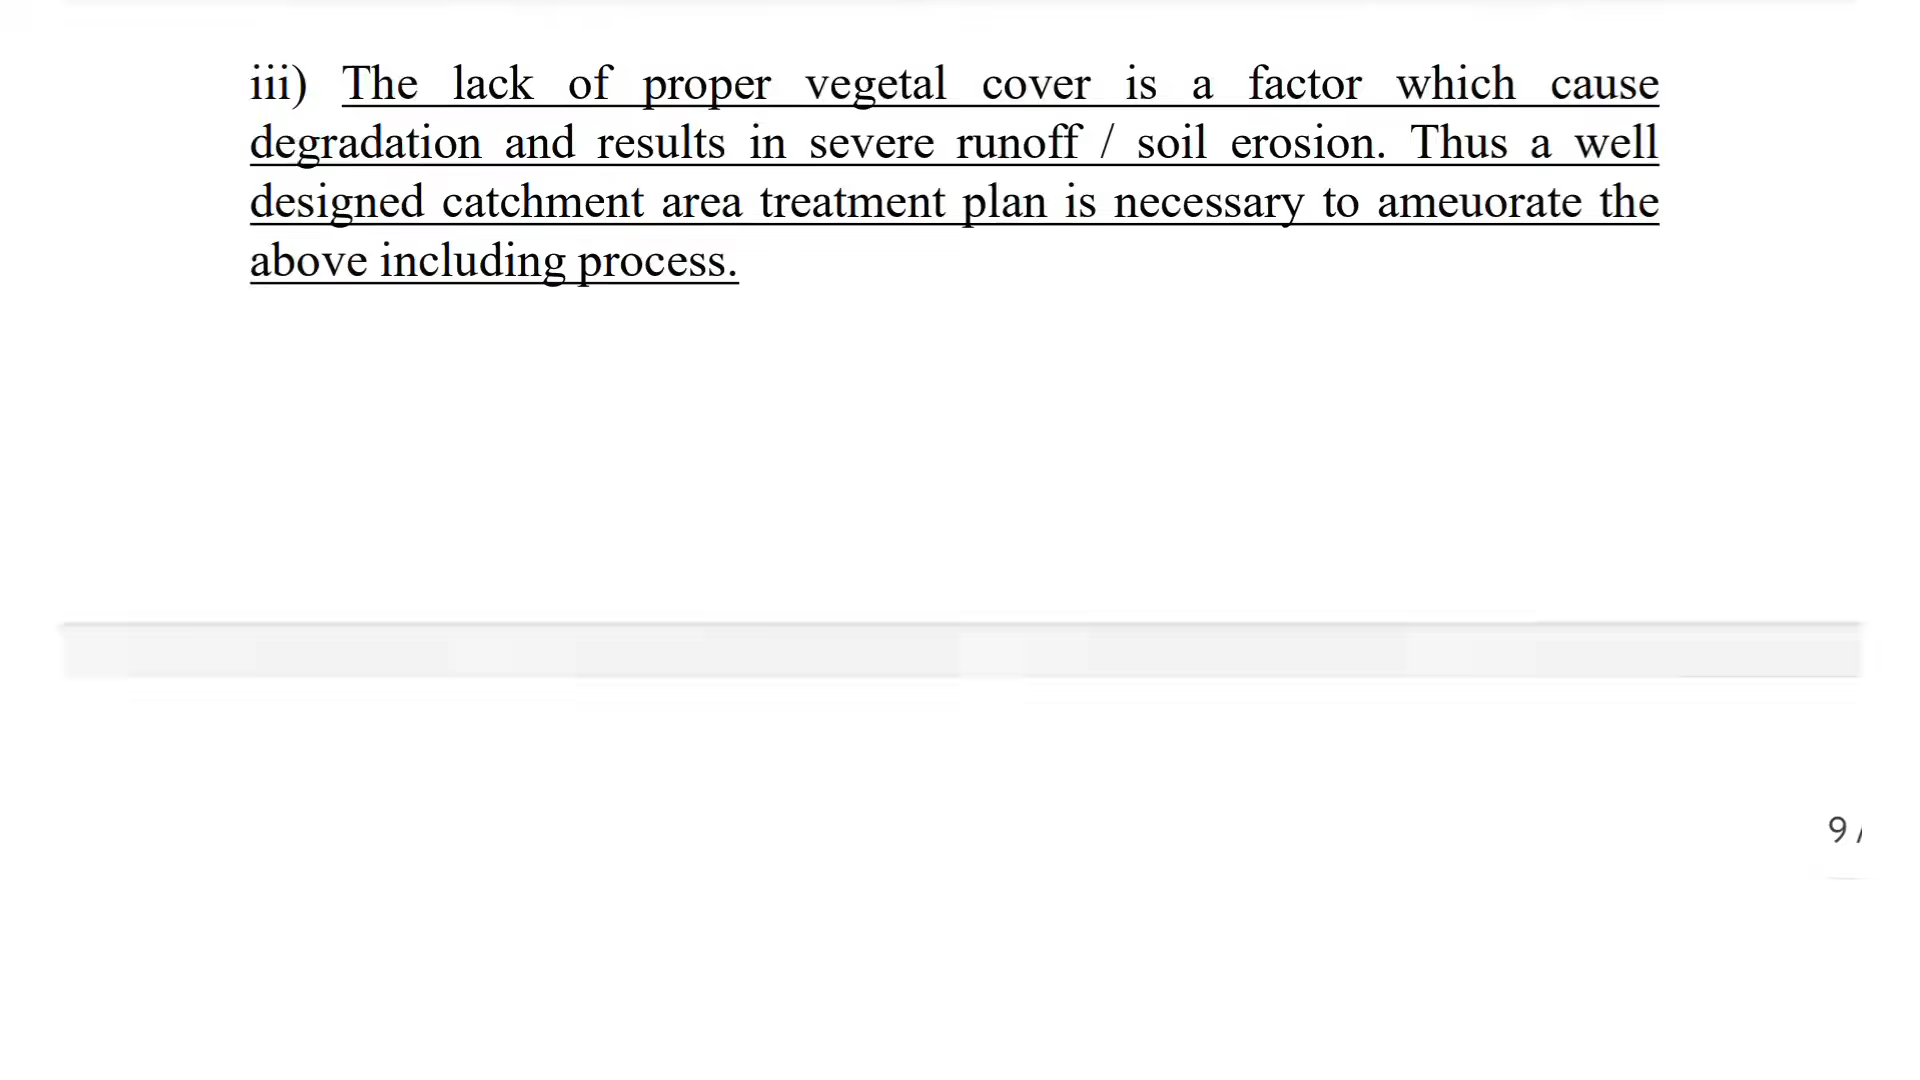 iii) The lack of proper vegetal cover is a factor which cause
degradation and results in severe runoff / soil erosion. Thus a well
designed catchment area treatment plan is necessary to ameuorate the
above including process.
9 /